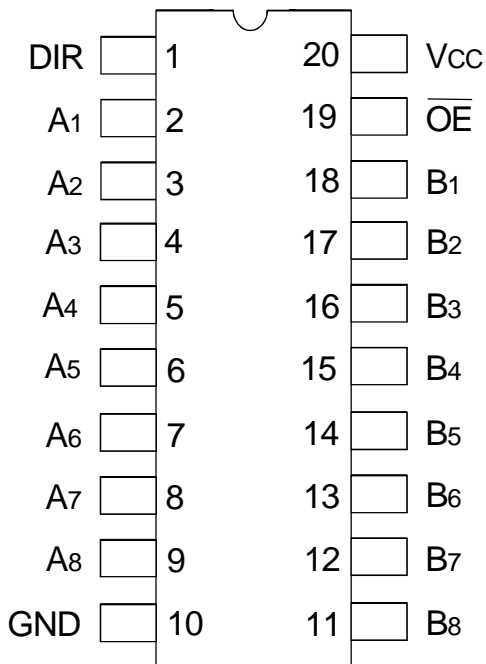 DIR 1 20 VCC
A1 2 19 OE
A2 3 18 B1
A3 4 17 B2
A4 5 16 B3
A5 6 15 B4
A6 7 14 B5
A7 8 13 B6
A8 9 12 B7
GND 10 11 B8